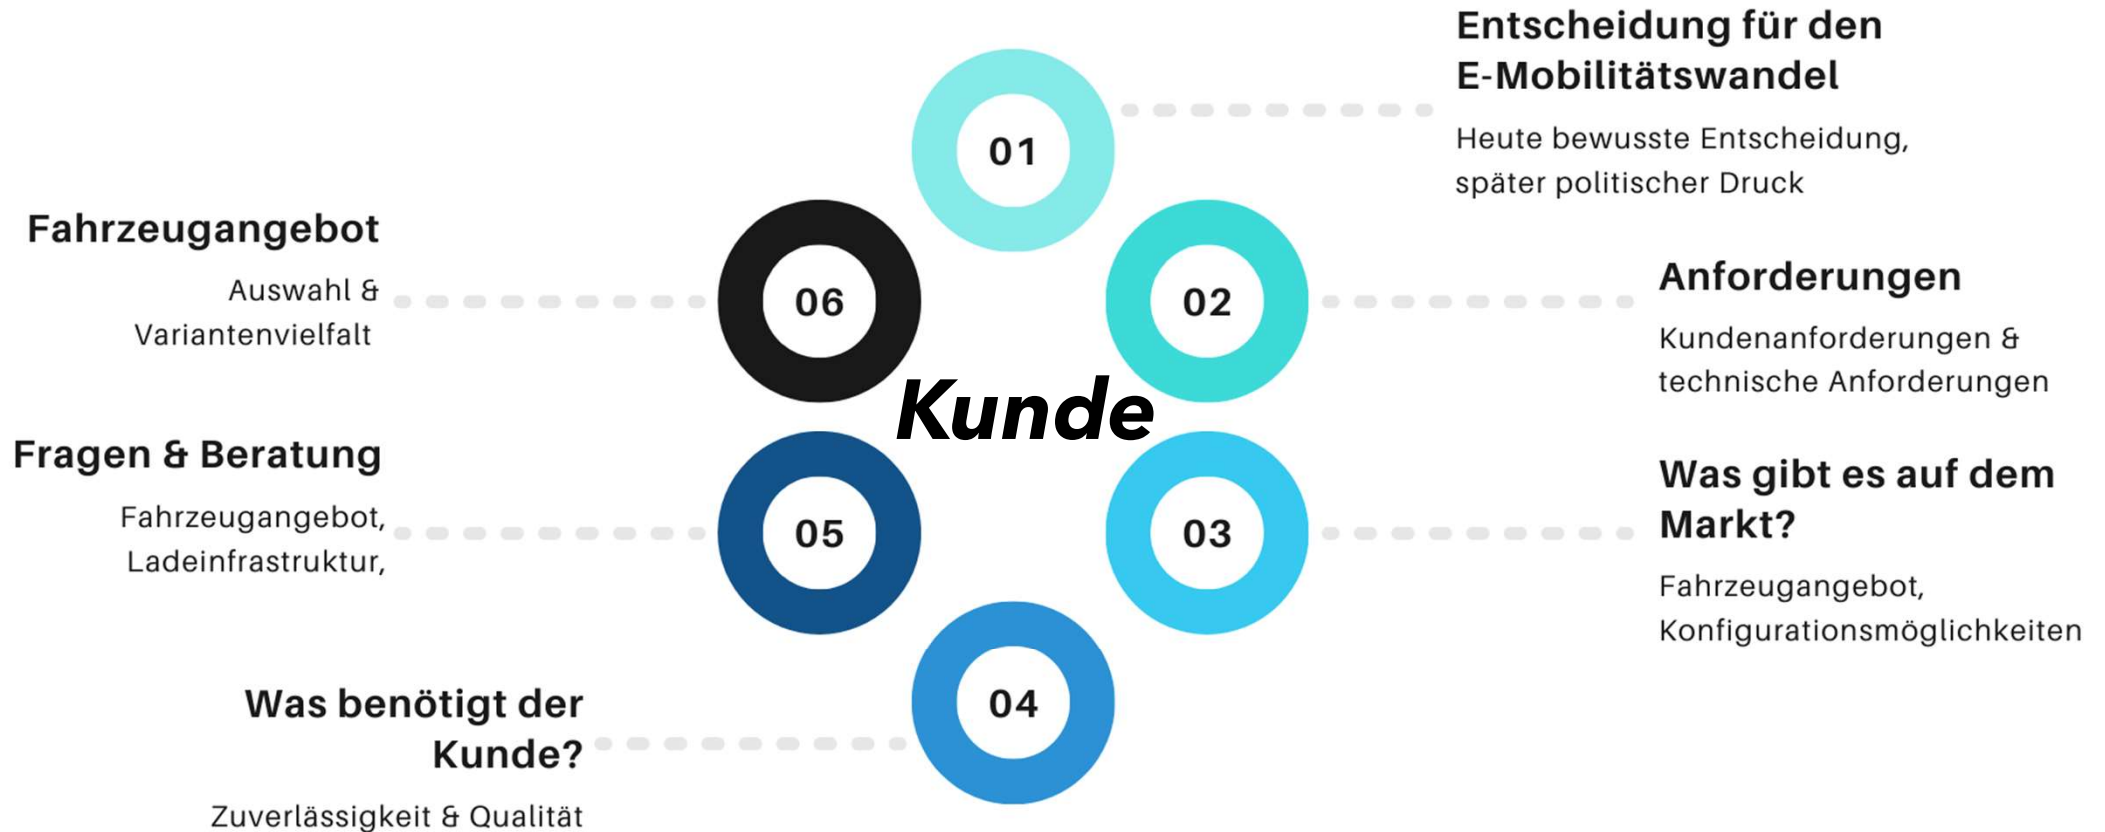 Entscheidung für den
E-Mobilitätswandel
Heute bewusste Entscheidung,
später politischer Druck
01
Fahrzeugangebot
Auswahl &
Variantenvielfalt
06
02
Anforderungen
Kundenanforderungen &
technische Anforderungen
Kunde
Fragen & Beratung
Fahrzeugangebot,
Ladeinfrastruktur,
05
03
Was gibt es auf dem
Markt?
Fahrzeugangebot,
Konfigurationsmöglichkeiten
04
Was benötigt der
Kunde?
Zuverlässigkeit & Qualität